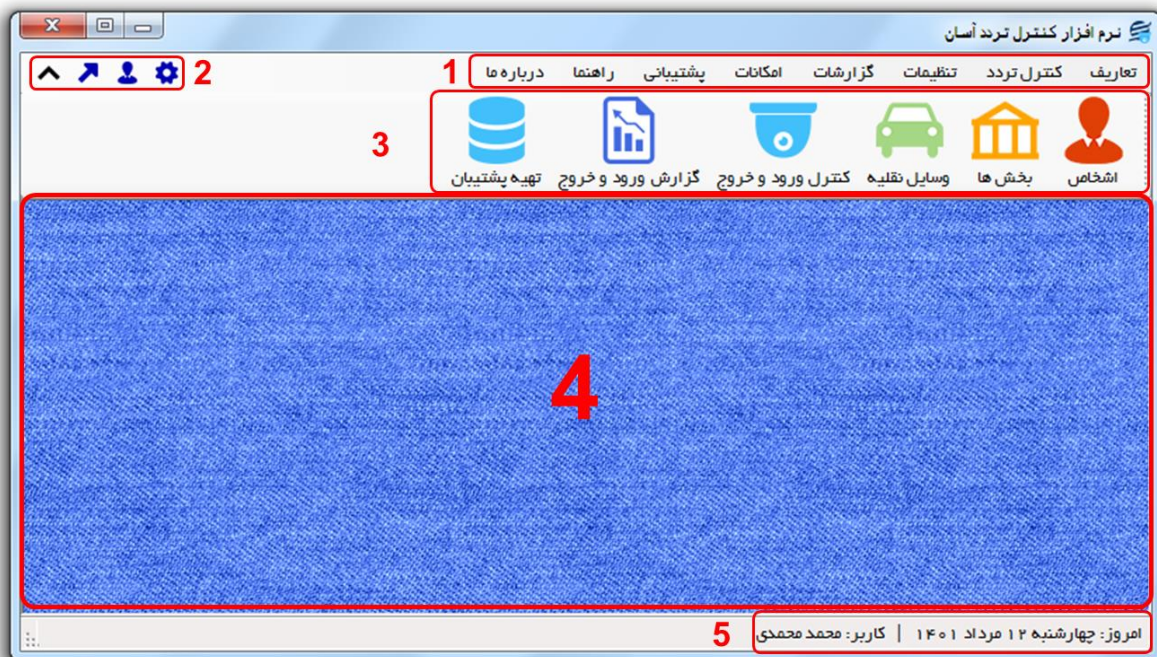 نرم افزار کنترل تردد آسان
تعاریف کنترل تردد تنظیمات گزارشات امکانات پشتیبانی راهنما درباره ما 1
2
اشخاص بخش ها وسایل نقلیه کنترل ورود و خروج گزارش ورود و خروج تهیه پشتیبان
3
4
امروز: چهارشنبه ۱۲ مرداد ۱۴۰۱ | کاربر: محمد محمدی 5